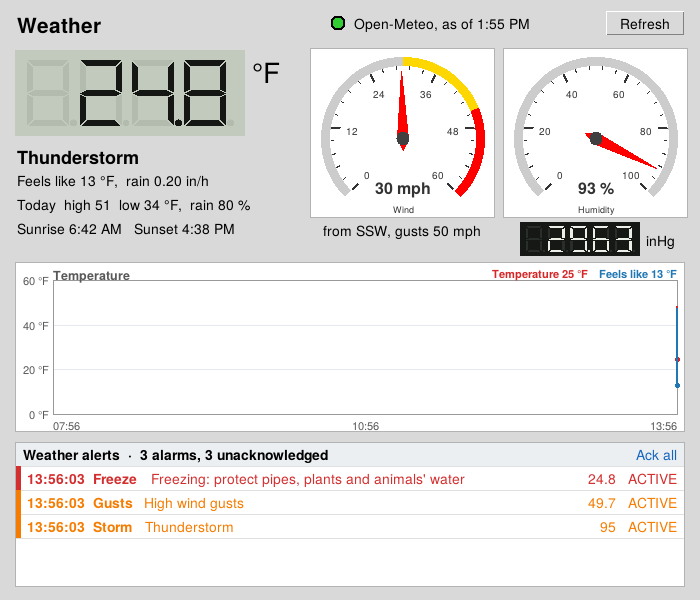 Weather
Open-Meteo, as of 1:55 PM
Refresh
24.8 °F
Thunderstorm
Feels like 13 °F, rain 0.20 in/h
Today high 51 low 34 °F, rain 80 %
Sunrise 6:42 AM Sunset 4:38 PM
0 12 24 36 48 60
30 mph
Wind
from SSW, gusts 50 mph
0 20 40 60 80 100
93 %
Humidity
29.63 inHg
Temperature
Temperature 25 °F Feels like 13 °F
60 °F
40 °F
20 °F
0 °F
07:56 10:56 13:56
Weather alerts · 3 alarms, 3 unacknowledged Ack all
13:56:03 Freeze Freezing: protect pipes, plants and animals' water 24.8 ACTIVE
13:56:03 Gusts High wind gusts 49.7 ACTIVE
13:56:03 Storm Thunderstorm 95 ACTIVE